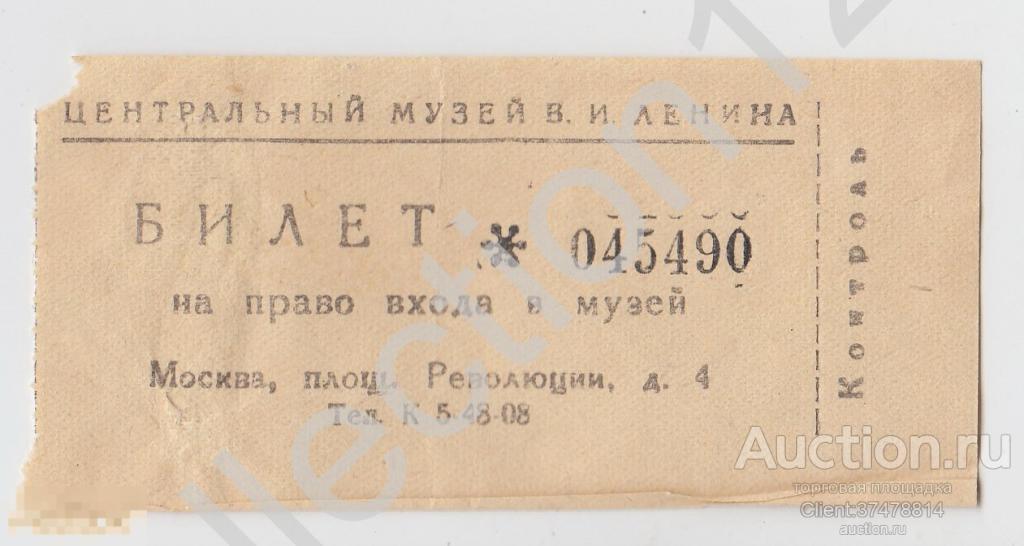 ЦЕНТРАЛЬНЫЙ МУЗЕЙ В. И. ЛЕНИНА
БИЛЕТ * 045490
на право входа в музей
Москва, площ. Революции, д. 4
Тел. К 5-48-08
Контроль
Auction.ru
торговая площадка
Client:37478814
auction.ru